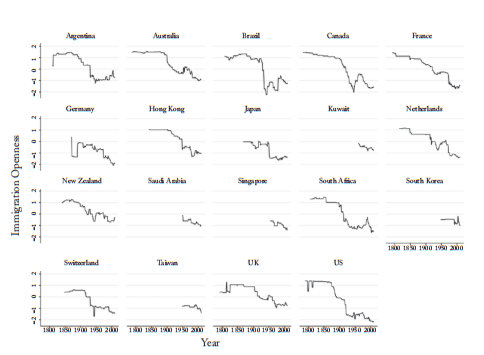 Argentina Australia Brazil Canada France
2 1 0 -1 -2
Germany Hong Kong Japan Kuwait Netherlands
2 1 0 -1 -2
New Zealand Saudi Arabia Singapore South Africa South Korea
2 1 0 -1 -2
1800 1850 1900 1950 2000
Switzerland Taiwan UK US
2 1 0 -1 -2
1800 1850 1900 1950 2000 1800 1850 1900 1950 2000 1800 1850 1900 1950 2000 1800 1850 1900 1950 2000
Immigration Openness
Year